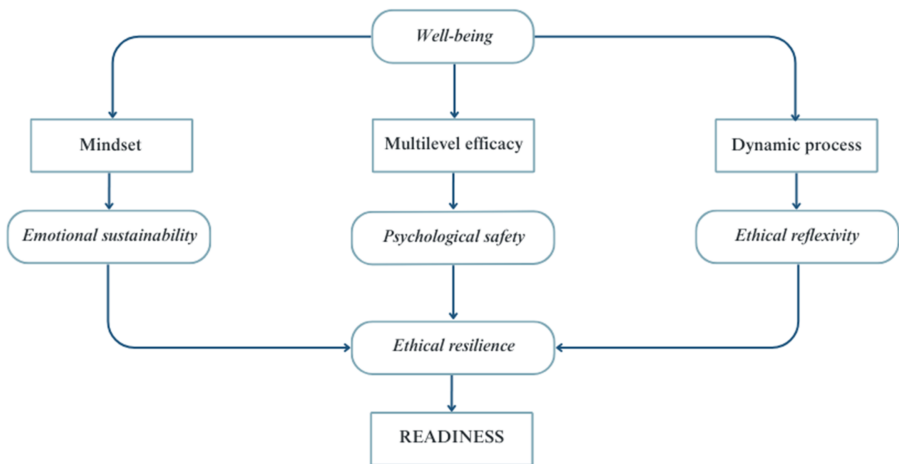 Well-being
Mindset
Multilevel efficacy
Dynamic process
Emotional sustainability
Psychological safety
Ethical reflexivity
Ethical resilience
READINESS